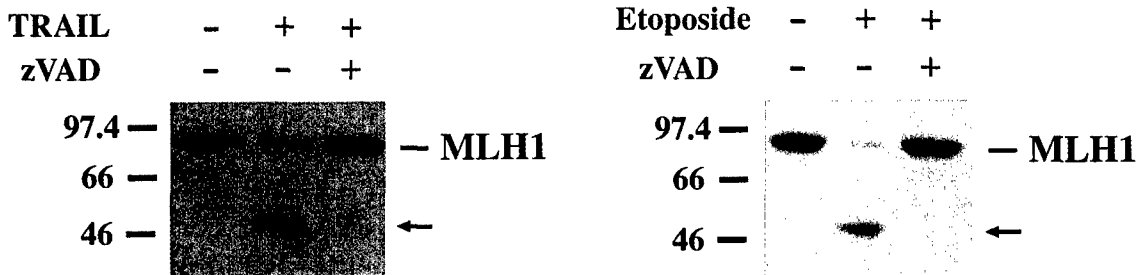 TRAIL - + +
zVAD - - +
97.4
66
46
MLH1
Etoposide - + +
zVAD - - +
97.4
66
46
MLH1